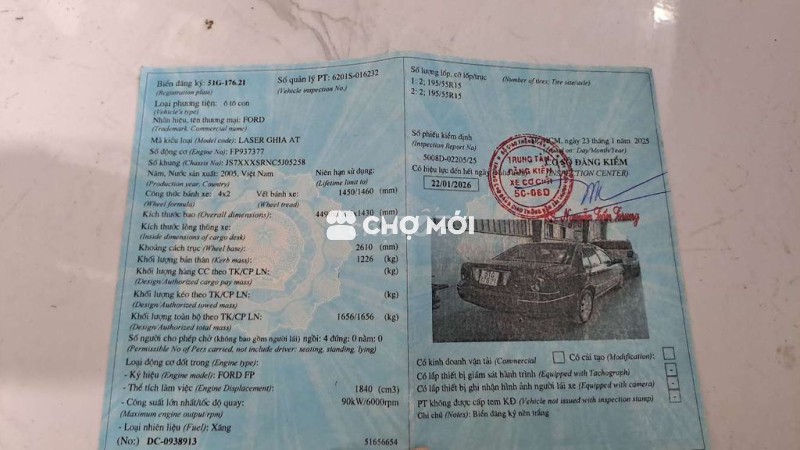 Biển đăng ký: 51G-176.21
(Registration plate)
Số quản lý PT: 6201S-016232
(Vehicle inspection No.)
Loại phương tiện: ô tô con
(Vehicle's type)
Nhãn hiệu, tên thương mại: FORD
(Trademark, Commercial name)
Mã kiểu loại (Model code): LASER GHIA AT
Số động cơ (Engine No): FP937377
Số khung (Chassis No): JS7XXXSRNC5J05258
Năm, Nước sản xuất: 2005, Việt Nam
(Production year, Country)
Niên hạn sử dụng:
(Lifetime limit to)
Công thức bánh xe: 4x2
(Wheel formula)
Vết bánh xe:
(Wheel tread)
1450/1460 (mm)
Kích thước bao (Overall dimensions): x1430 (mm)
Kích thước lòng thùng xe:
(Inside dimensions of cargo desk)
Khoảng cách trục (Wheel base): 2610 (mm)
Khối lượng bản thân (Kerb mass): 1226 (kg)
Khối lượng hàng CC theo TK/CP LN: (kg)
(Design/Authorized cargo pay mass)
Khối lượng kéo theo TK/CP LN: (kg)
(Design/Authorized towed mass)
Khối lượng toàn bộ theo TK/CP LN: 1656/1656 (kg)
(Design/Authorized total mass)
Số người cho phép chở (không bao gồm người lái) ngồi: 4 đứng: 0 nằm: 0
(Permissible No of Pers carried, not include driver: seating, standing, lying)
Loại động cơ đốt trong (Engine type):
- Ký hiệu (Engine model): FORD FP
- Thể tích làm việc (Engine Displacement): 1840 (cm3)
- Công suất lớn nhất/tốc độ quay: 90kW/6000rpm
(Maximum engine output/rpm)
- Loại nhiên liệu (Fuel): Xăng
(No:) DC-0938913
51656654
Số lượng lốp, cỡ lốp/trục
(Number of tires; Tire size/axle)
1: 2; 195/55R15
2: 2; 195/55R15
Số phiếu kiểm định
(Inspection Report No)
5008D-02205/25
HCM, ngày 23 tháng 1 năm 2025
on: Day/Month/Year)
CƠ SỞ ĐĂNG KIỂM
(INSPECTION CENTER)
Có hiệu lực đến hết ngày
22/01/2026
TRUNG TÂM
ĐĂNG KIỂM
XE CƠ GIỚI
50-06D
CHỢ MỚI
Có kinh doanh vận tải (Commercial
Có cải tạo (Modification):
Có lắp thiết bị giám sát hành trình (Equipped with Tachograph)
Có lắp thiết bị ghi nhận hình ảnh người lái xe (Equipped with camera)
PT không được cấp tem KĐ (Vehicle not issued with inspection stamp)
Ghi chú (Notes): Biển đăng ký nền trắng